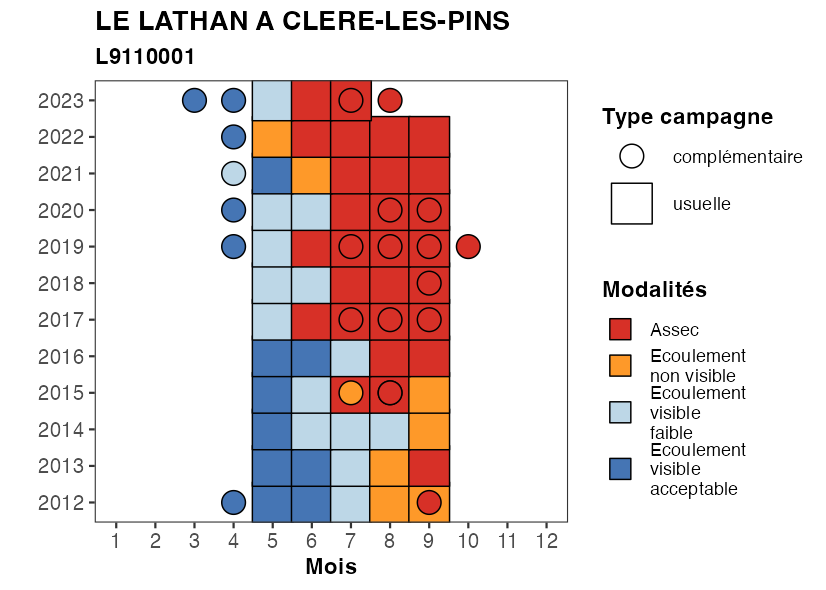 LE LATHAN A CLERE-LES-PINS
L9110001
2023
2022
2021
2020
2019
2018
2017
2016
2015
2014
2013
2012
1 2 3 4 5 6 7 8 9 10 11 12
Mois
Type campagne
complémentaire
usuelle
Modalités
Assec
Ecoulement
non visible
Ecoulement
visible
faible
Ecoulement
visible
acceptable